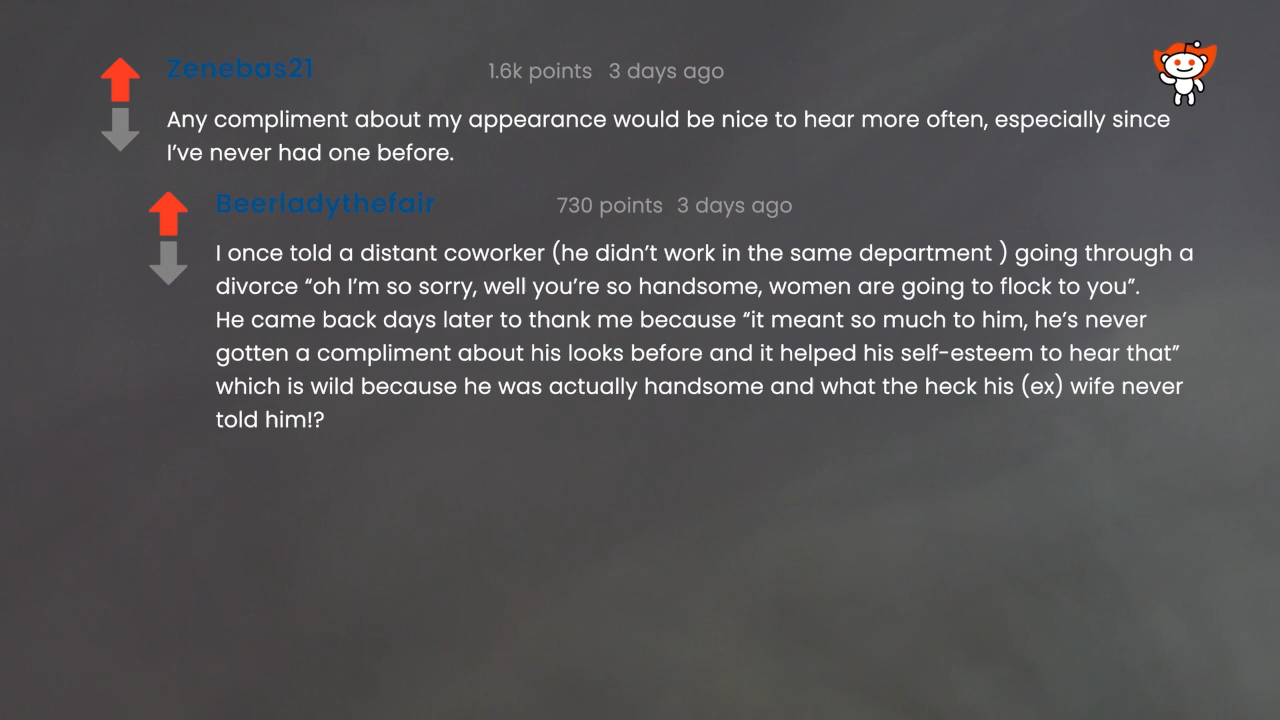 Zenebas21 1.6k points 3 days ago
Any compliment about my appearance would be nice to hear more often, especially since
I’ve never had one before.
Beerladythefair 730 points 3 days ago
I once told a distant coworker (he didn’t work in the same department ) going through a
divorce “oh I’m so sorry, well you’re so handsome, women are going to flock to you”.
He came back days later to thank me because “it meant so much to him, he’s never
gotten a compliment about his looks before and it helped his self-esteem to hear that”
which is wild because he was actually handsome and what the heck his (ex) wife never
told him!?